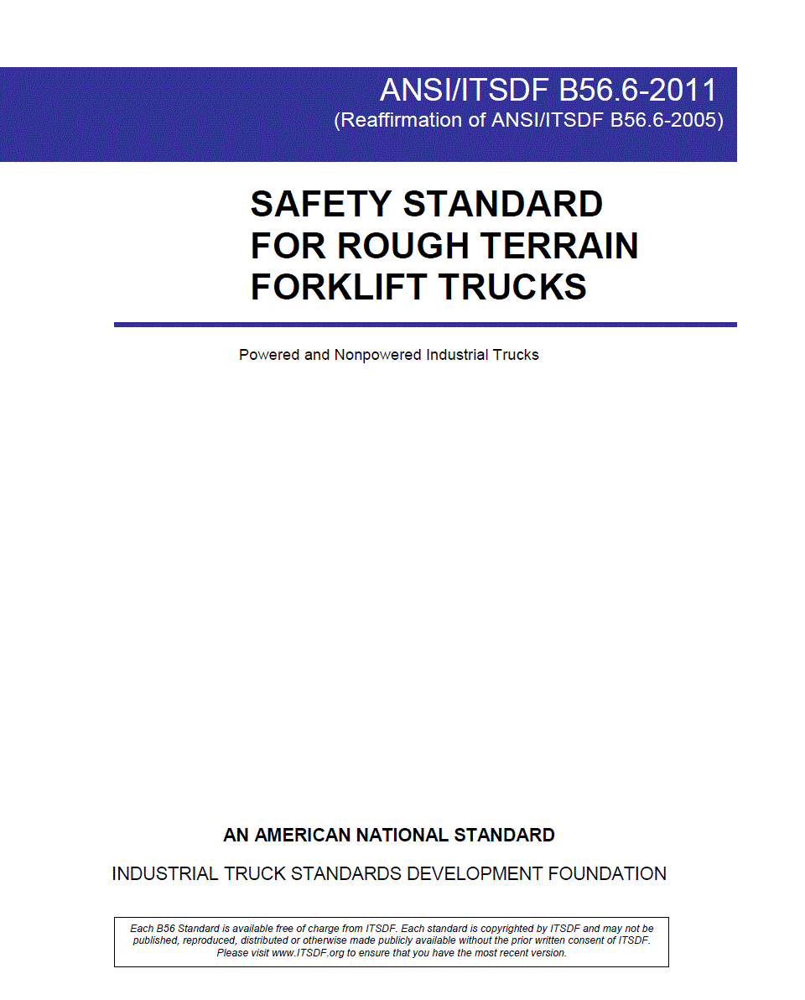 ANSI/ITSDF B56.6-2011
(Reaffirmation of ANSI/ITSDF B56.6-2005)
SAFETY STANDARD
FOR ROUGH TERRAIN
FORKLIFT TRUCKS
Powered and Nonpowered Industrial Trucks
AN AMERICAN NATIONAL STANDARD
INDUSTRIAL TRUCK STANDARDS DEVELOPMENT FOUNDATION
Each B56 Standard is available free of charge from ITSDF. Each standard is copyrighted by ITSDF and may not be
published, reproduced, distributed or otherwise made publicly available without the prior written consent of ITSDF.
Please visit www.ITSDF.org to ensure that you have the most recent version.